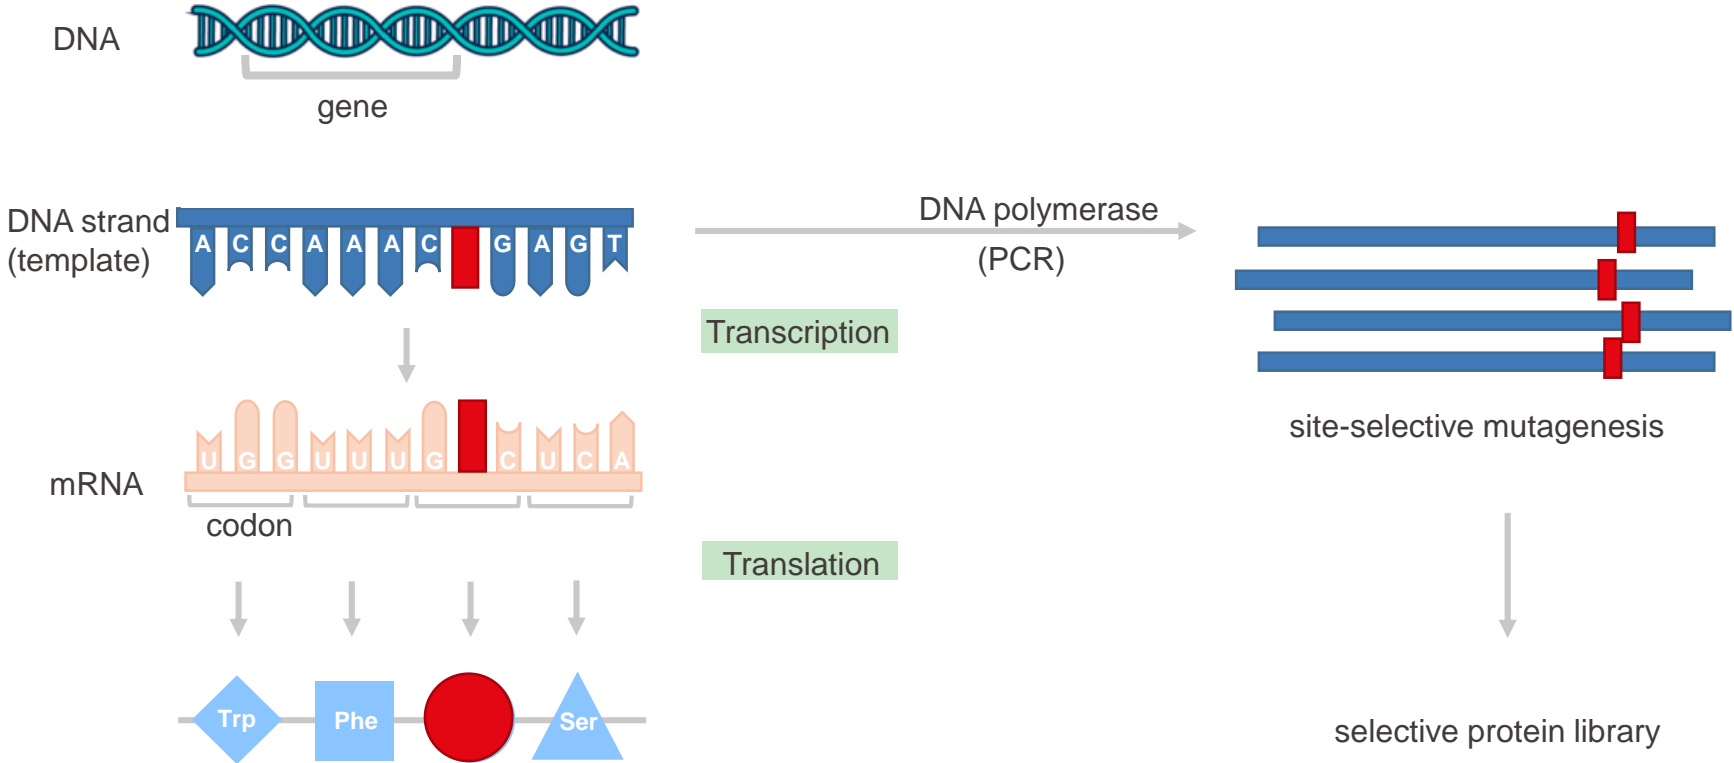 DNA
gene
DNA strand
(template)
A C C A A A C G A G T
DNA polymerase
(PCR)
Transcription
U G G U U U G C U C A
mRNA
codon
site-selective mutagenesis
Translation
Trp Phe Ser
selective protein library